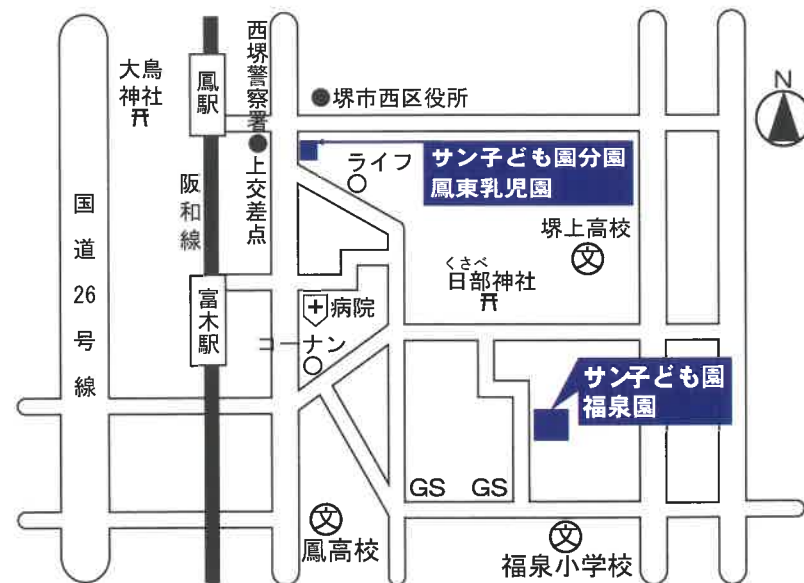 大鳥
神社
鳳駅
西堺警察署
堺市西区役所
N
上交差点
ライフ
サン子ども園分園
鳳東乳児園
阪和線
国道26号線
堺上高校
文
くさべ
日部神社
富木駅
病院
コーナン
サン子ども園
福泉園
GS
GS
文
鳳高校
文
福泉小学校